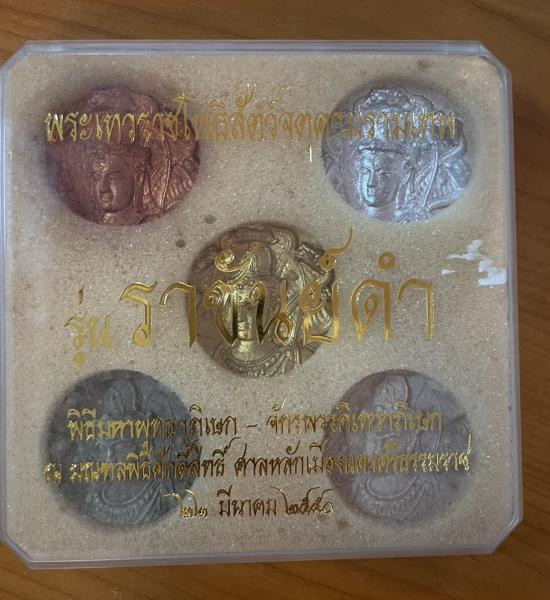 พระเทวราชโพธิสัตว์จตุคามรามเทพ
รุ่น ราชันย์ดำ
พิธีมหาพุทธาภิเษก – จักรพรรดิเทวาภิเษก
ณ มณฑลพิธีศักดิ์สิทธิ์ ศาลหลักเมืองนครศรีธรรมราช
มีนาคม ๒๕๕๐